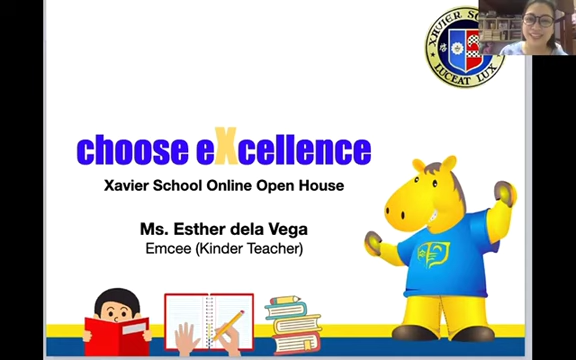 XAVIER SCHOOL
LUCEAT LUX
choose eXcellence
Xavier School Online Open House
Ms. Esther dela Vega
Emcee (Kinder Teacher)